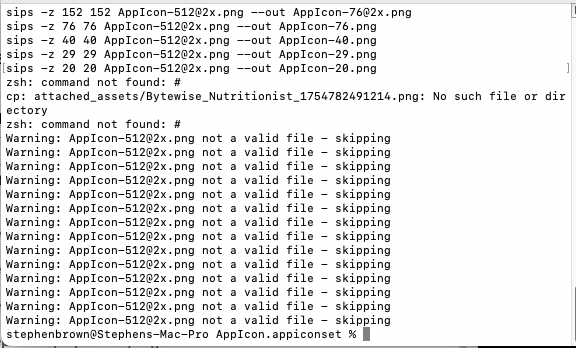 sips -z 152 152 AppIcon-512@2x.png --out AppIcon-76@2x.png
sips -z 76 76 AppIcon-512@2x.png --out AppIcon-76.png
sips -z 40 40 AppIcon-512@2x.png --out AppIcon-40.png
sips -z 29 29 AppIcon-512@2x.png --out AppIcon-29.png
[sips -z 20 20 AppIcon-512@2x.png --out AppIcon-20.png ]
zsh: command not found: #
cp: attached_assets/Bytewise_Nutritionist_1754782491214.png: No such file or dir
ectory
zsh: command not found: #
Warning: AppIcon-512@2x.png not a valid file - skipping
Warning: AppIcon-512@2x.png not a valid file - skipping
Warning: AppIcon-512@2x.png not a valid file - skipping
Warning: AppIcon-512@2x.png not a valid file - skipping
Warning: AppIcon-512@2x.png not a valid file - skipping
Warning: AppIcon-512@2x.png not a valid file - skipping
Warning: AppIcon-512@2x.png not a valid file - skipping
Warning: AppIcon-512@2x.png not a valid file - skipping
Warning: AppIcon-512@2x.png not a valid file - skipping
Warning: AppIcon-512@2x.png not a valid file - skipping
Warning: AppIcon-512@2x.png not a valid file - skipping
Warning: AppIcon-512@2x.png not a valid file - skipping
Warning: AppIcon-512@2x.png not a valid file - skipping
Warning: AppIcon-512@2x.png not a valid file - skipping
stephenbrown@Stephens-Mac-Pro AppIcon.appiconset %